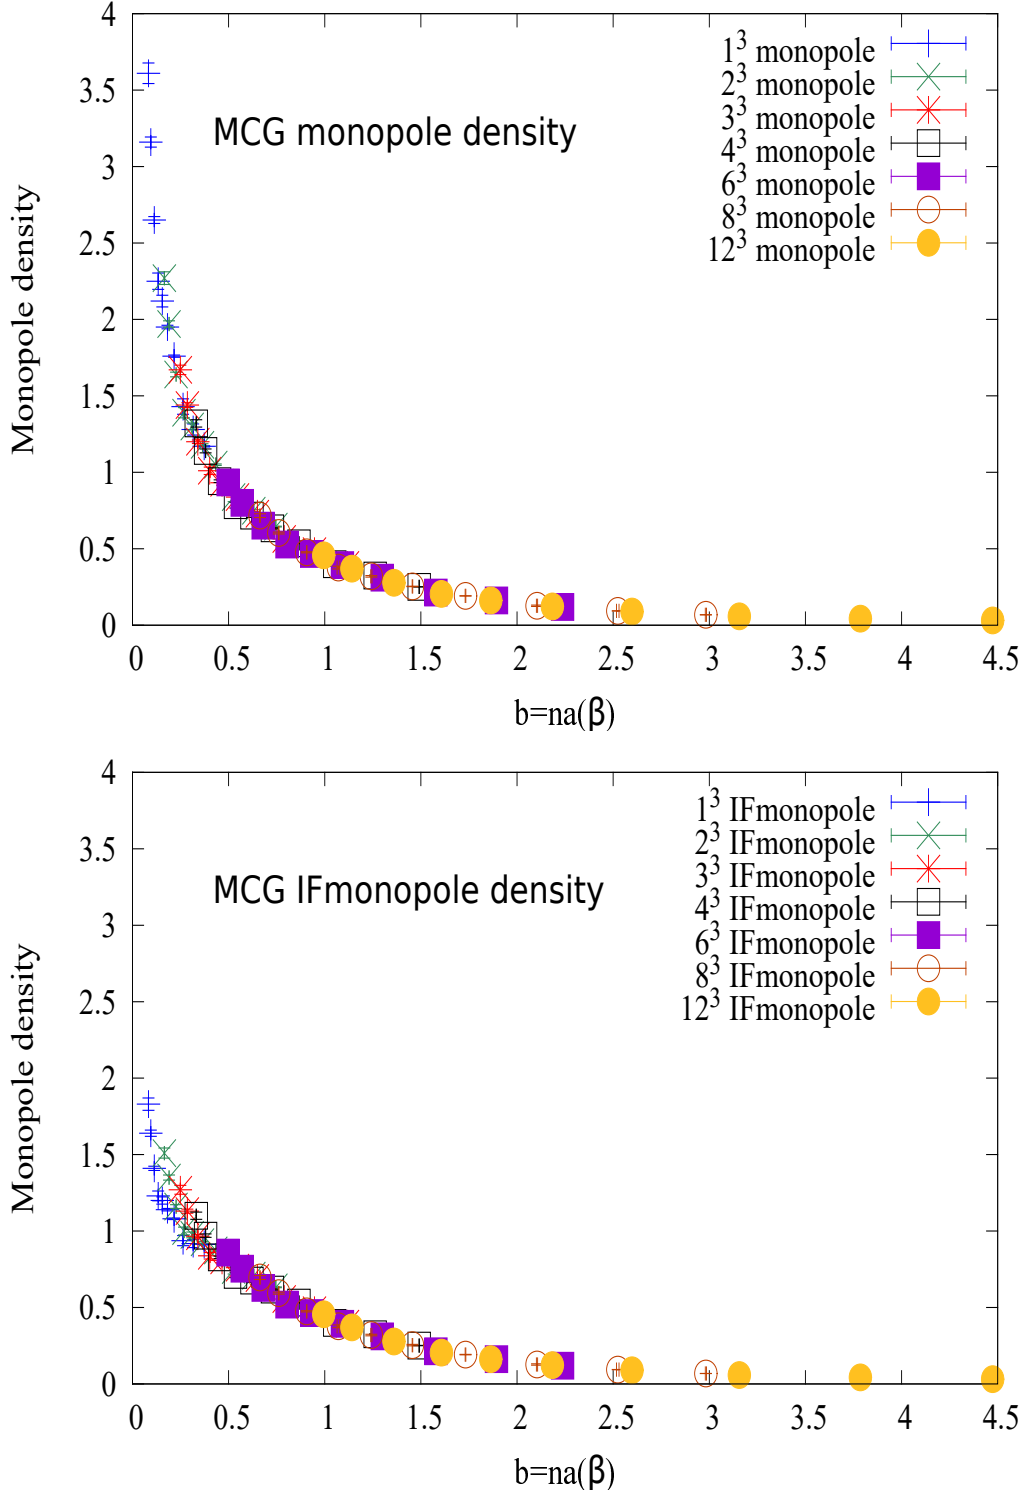 4
3.5
3
2.5
2
1.5
1
0.5
0
Monopole density
MCG monopole density
1³ monopole
2³ monopole
3³ monopole
4³ monopole
6³ monopole
8³ monopole
12³ monopole
0 0.5 1 1.5 2 2.5 3 3.5 4 4.5
b=na(β)
4
3.5
3
2.5
2
1.5
1
0.5
0
Monopole density
MCG IFmonopole density
1³ IFmonopole
2³ IFmonopole
3³ IFmonopole
4³ IFmonopole
6³ IFmonopole
8³ IFmonopole
12³ IFmonopole
0 0.5 1 1.5 2 2.5 3 3.5 4 4.5
b=na(β)